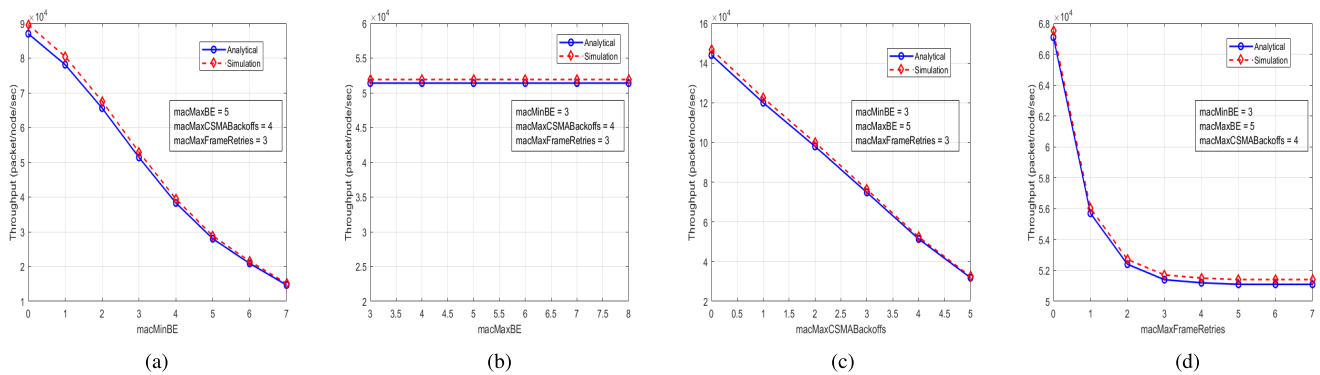 ×10⁴
9
8
7
6
5
4
3
2
1
0 1 2 3 4 5 6 7
Throughput (packet/node/sec)
macMinBE
Analytical
Simulation
macMaxBE = 5
macMaxCSMABackoffs = 4
macMaxFrameRetries = 3
(a)
×10⁴
6
5.5
5
4.5
4
3.5
3
2.5
2
3 3.5 4 4.5 5 5.5 6 6.5 7 7.5 8
Throughput (packet/node/sec)
macMaxBE
Analytical
Simulation
macMinBE = 3
macMaxCSMABackoffs = 4
macMaxFrameRetries = 3
(b)
×10⁴
16
14
12
10
8
6
4
2
0 0.5 1 1.5 2 2.5 3 3.5 4 4.5 5
Throughput (packet/node/sec)
macMaxCSMABackoffs
Analytical
Simulation
macMinBE = 3
macMaxBE = 5
macMaxFrameRetries = 3
(c)
×10⁴
6.8
6.6
6.4
6.2
6
5.8
5.6
5.4
5.2
5
0 1 2 3 4 5 6 7
Throughput (packet/node/sec)
macMaxFrameRetries
Analytical
Simulation
macMinBE = 3
macMaxBE = 5
macMaxCSMABackoffs = 4
(d)